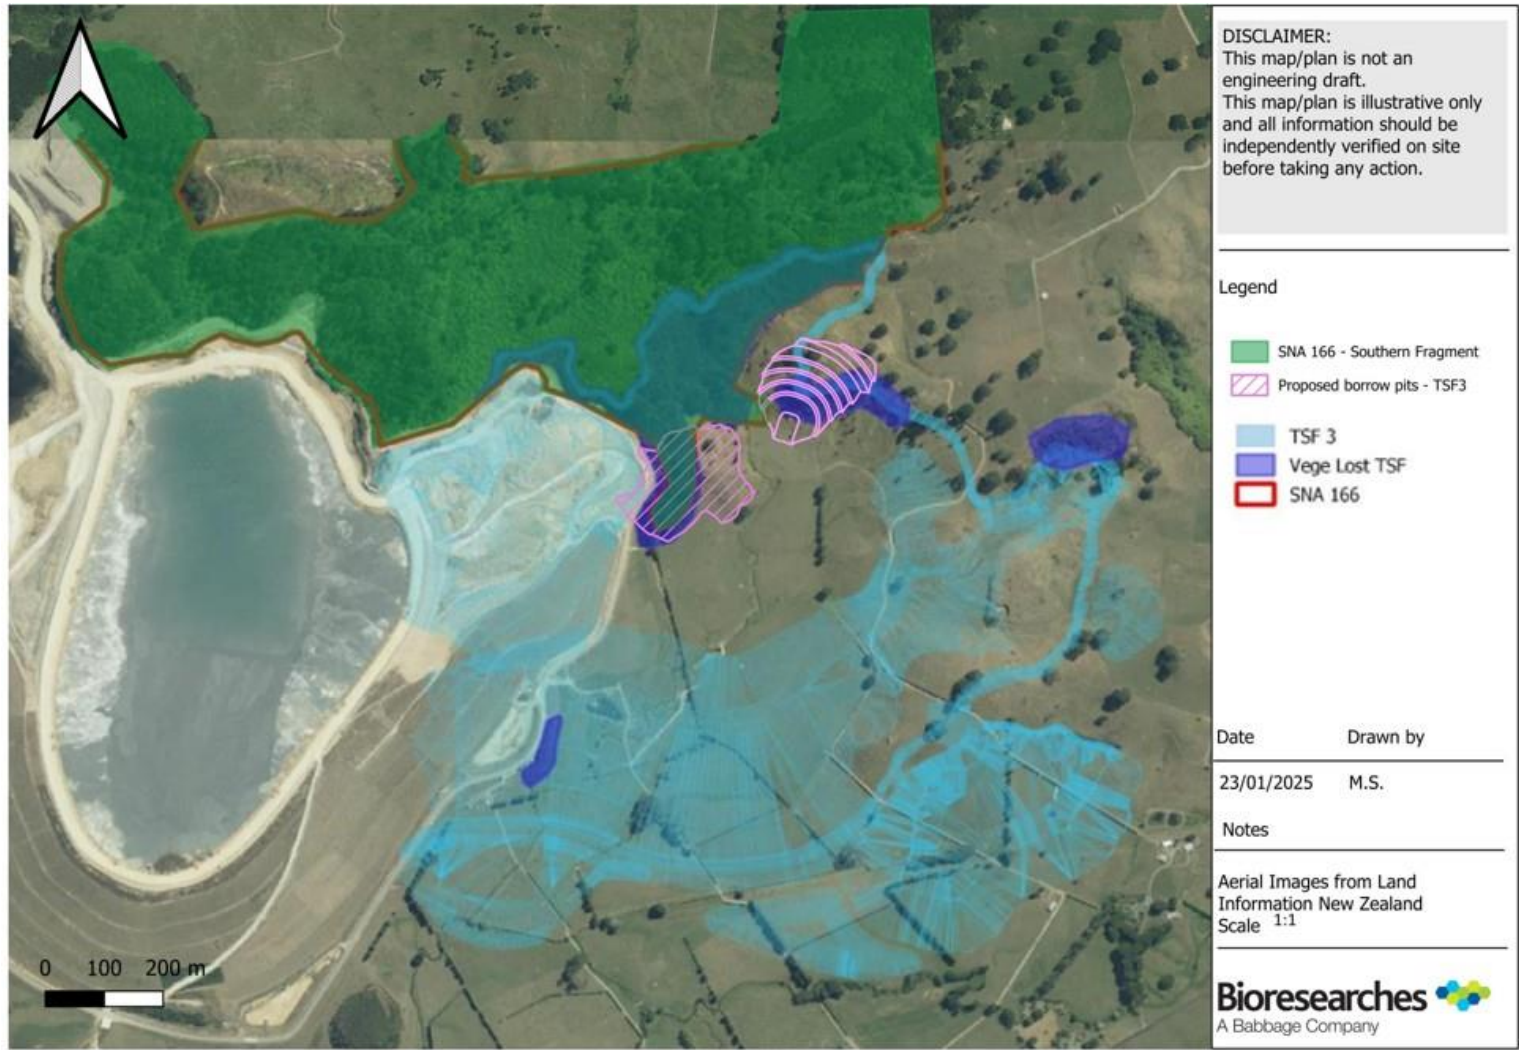 DISCLAIMER:
This map/plan is not an
engineering draft.
This map/plan is illustrative only
and all information should be
independently verified on site
before taking any action.
Legend
SNA 166 - Southern Fragment
Proposed borrow pits - TSF3
TSF 3
Vege Lost TSF
SNA 166
Date Drawn by
23/01/2025 M.S.
Notes
Aerial Images from Land
Information New Zealand
Scale 1:1
Bioresearches
A Babbage Company
0 100 200 m